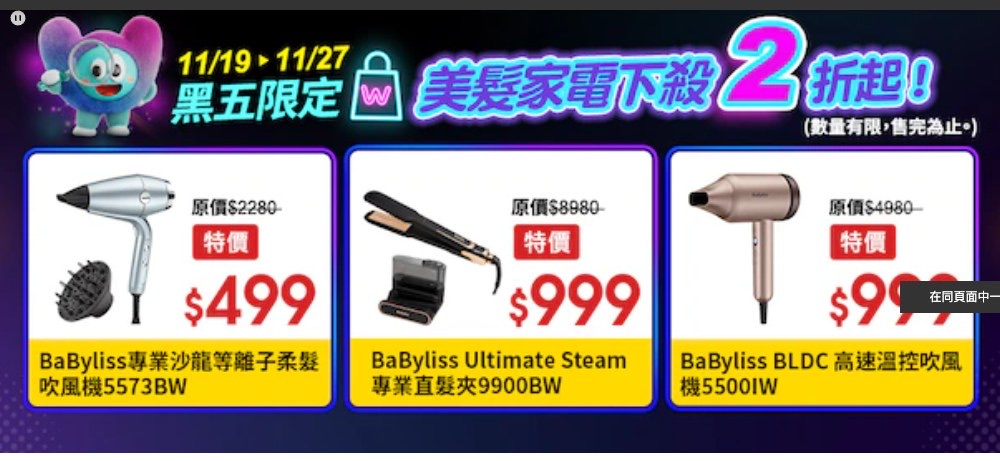 11/19 ▸ 11/27
黑五限定
W
美髮家電下殺2折起!
(數量有限,售完為止。)
原價$2280
特價
$499
BaByliss專業沙龍等離子柔髮
吹風機5573BW
原價$8980
特價
$999
BaByliss Ultimate Steam
專業直髮夾9900BW
原價$4980
特價
$999
BaByliss BLDC 高速溫控吹風
機5500IW
在同頁面中一